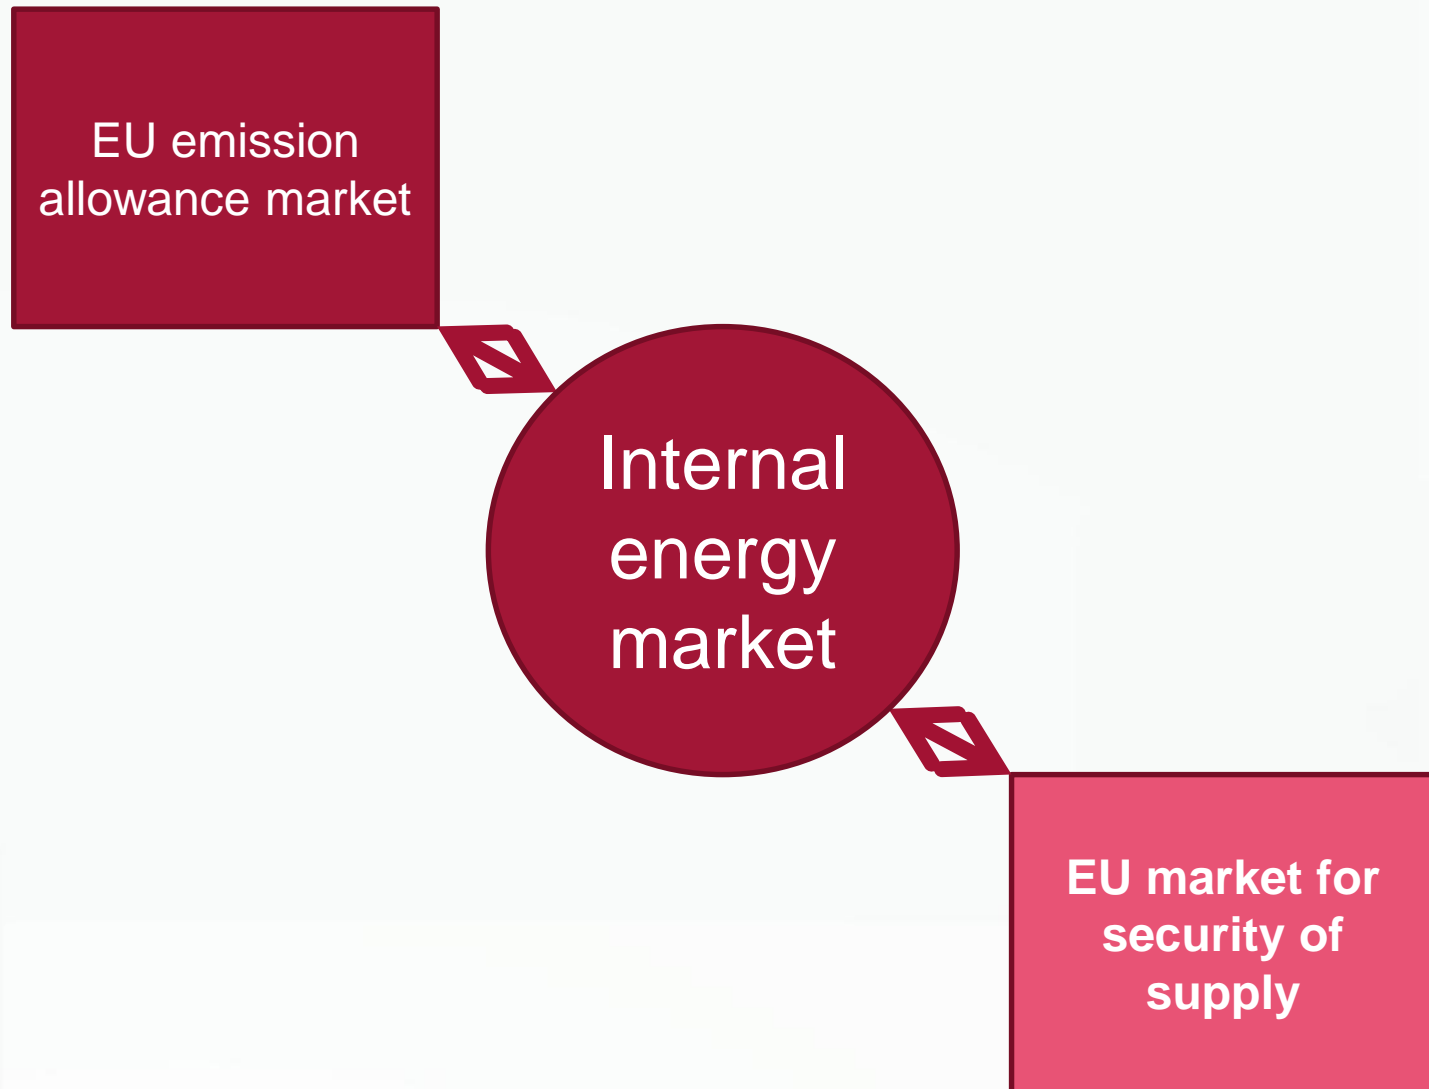 EU emission
allowance market
Internal
energy
market
EU market for
security of
supply